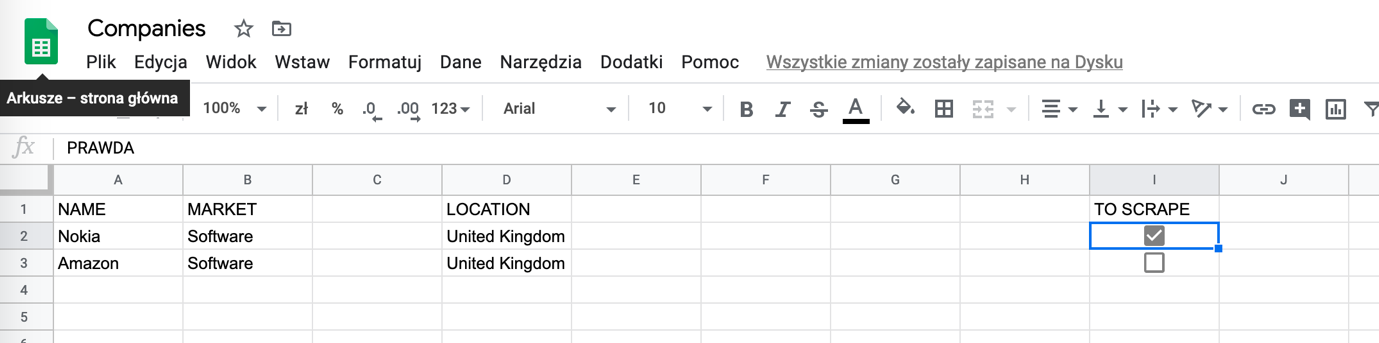 Companies
Plik Edycja Widok Wstaw Formatuj Dane Narzędzia Dodatki Pomoc Wszystkie zmiany zostały zapisane na Dysku
Arkusze – strona główna
100% zł % .0 .00 123 Arial 10 B I S A
fx PRAWDA
A B C D E F G H I J
1 NAME MARKET LOCATION TO SCRAPE
2 Nokia Software United Kingdom
3 Amazon Software United Kingdom
4
5